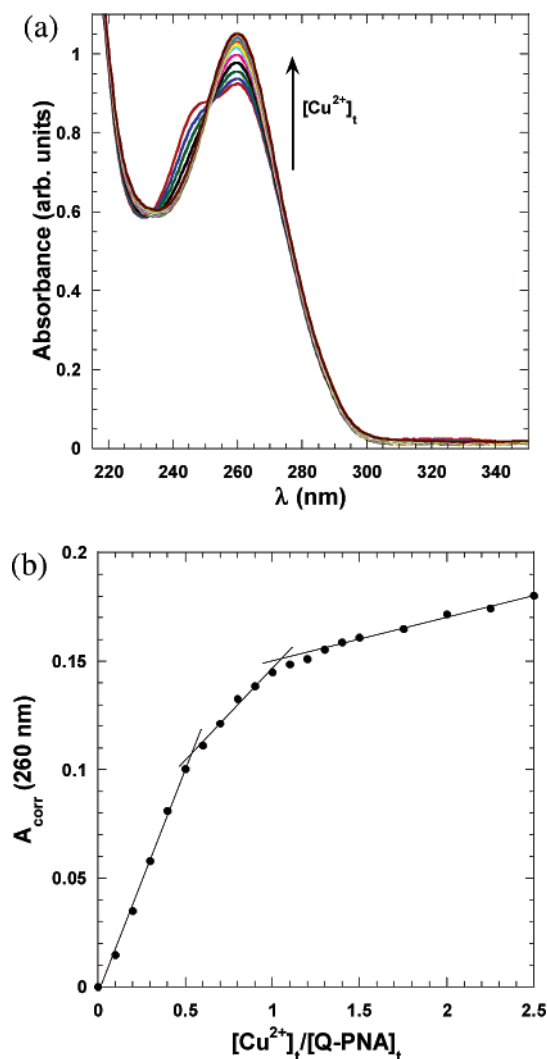 (a)
Absorbance (arb. units)
1
0.8
0.6
0.4
0.2
0
[Cu²⁺]ₜ
220 240 260 280 300 320 340
λ (nm)
(b)
A_corr (260 nm)
0.2
0.15
0.1
0.05
0
0 0.5 1 1.5 2 2.5
[Cu²⁺]ₜ/[Q-PNA]ₜ